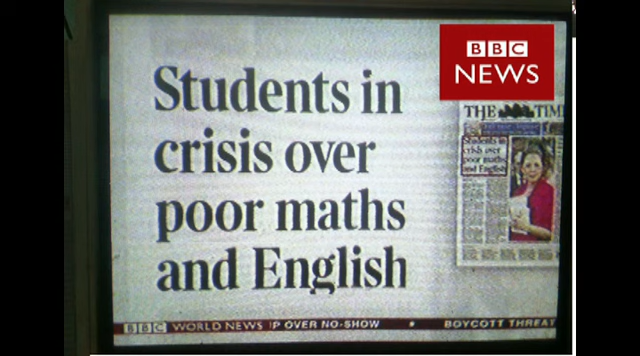 Students in
crisis over
poor maths
and English
BBC
NEWS
THE TIM
Students in
crisis over
poor maths
and English
BBC WORLD NEWS P OVER NO-SHOW * BOYCOTT THREAT